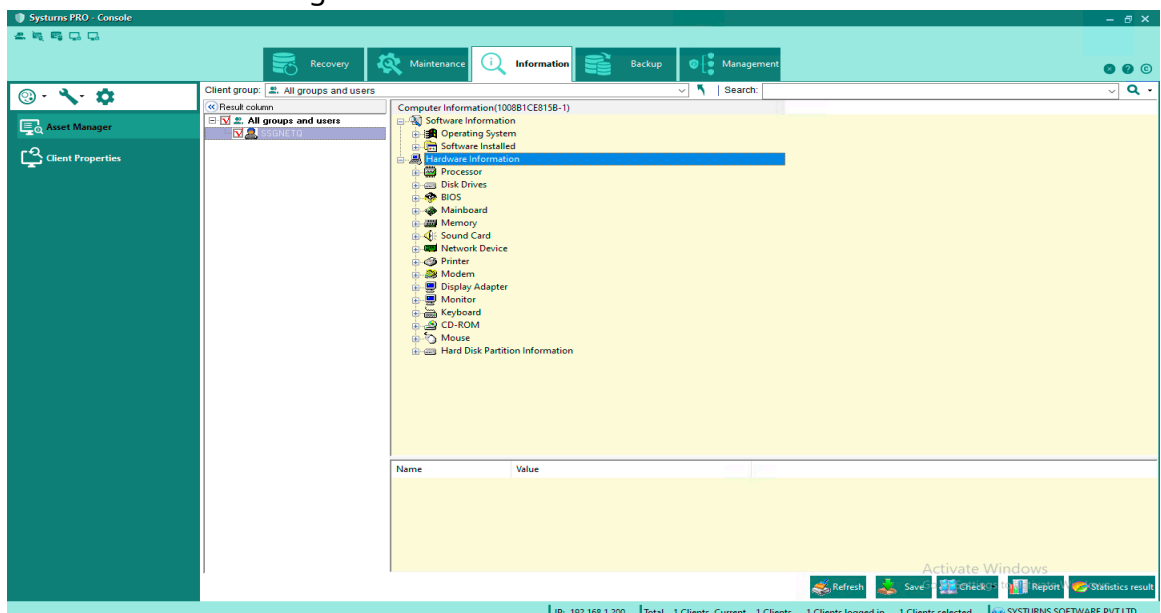 Systurns PRO - Console
Recovery
Maintenance
Information
Backup
Management
Client group: All groups and users
Search:
Asset Manager
Client Properties
Result column
All groups and users
SSGNETQ
Computer Information(1008B1CE815B-1)
Software Information
Operating System
Software Installed
Hardware Information
Processor
Disk Drives
BIOS
Mainboard
Memory
Sound Card
Network Device
Printer
Modem
Display Adapter
Monitor
Keyboard
CD-ROM
Mouse
Hard Disk Partition Information
Name Value
Activate Windows
Refresh Save Check Report Statistics result
IP: 192.168.1.200 Total 1 Clients Current 1 Clients 1 Clients logged in 1 Clients selected SYSTURNS SOFTWARE PVT LTD